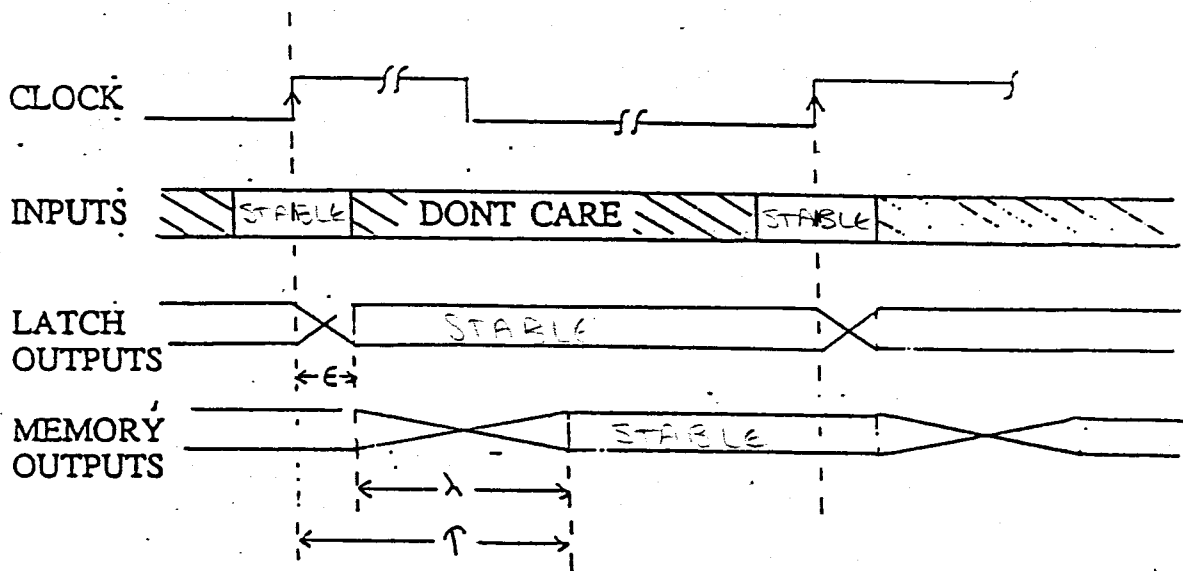 CLOCK
INPUTS STABLE DONT CARE STABLE
LATCH OUTPUTS STABLE
ϵ
MEMORY OUTPUTS STABLE
λ
T